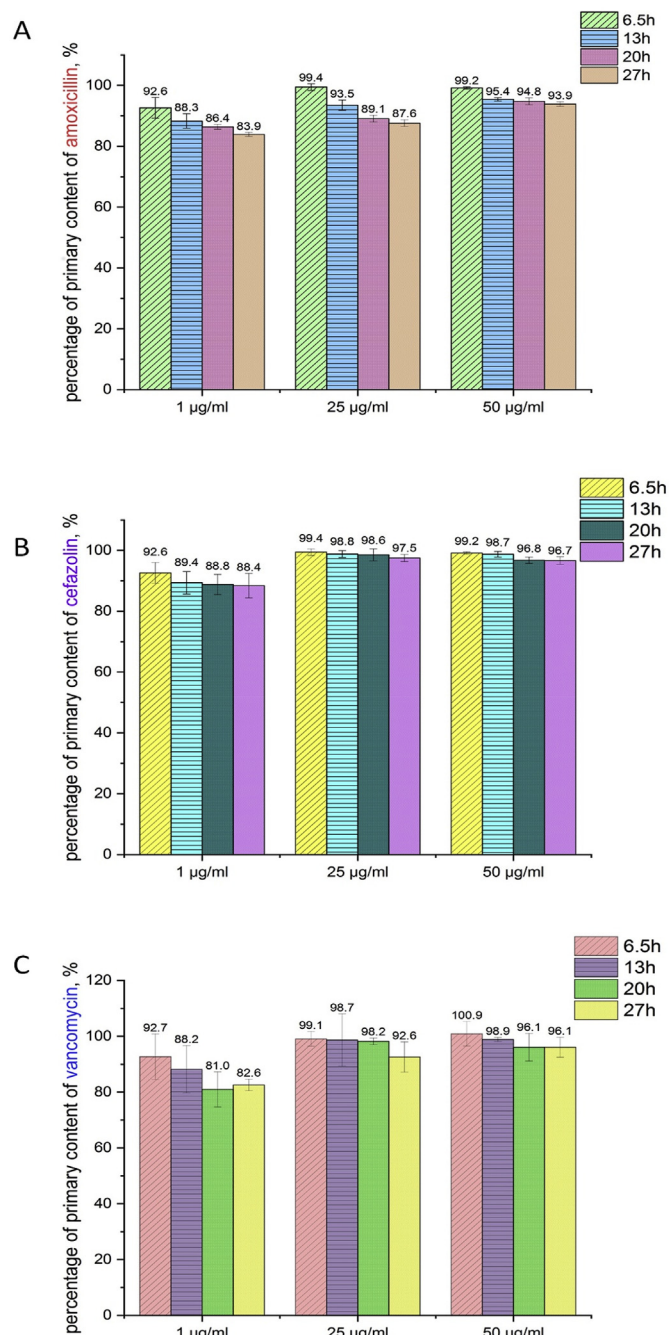 A
6.5h
13h
20h
27h
percentage of primary content of amoxicillin, %
100
80
60
40
20
0
92.6
88.3
86.4
83.9
99.4
93.5
89.1
87.6
99.2
95.4
94.8
93.9
1 µg/ml
25 µg/ml
50 µg/ml
B
6.5h
13h
20h
27h
percentage of primary content of cefazolin, %
100
80
60
40
20
0
92.6
89.4
88.8
88.4
99.4
98.8
98.6
97.5
99.2
98.7
96.8
96.7
1 µg/ml
25 µg/ml
50 µg/ml
C
6.5h
13h
20h
27h
percentage of primary content of vancomycin, %
120
100
80
60
40
20
0
92.7
88.2
81.0
82.6
99.1
98.7
98.2
92.6
100.9
98.9
96.1
96.1
1 µg/ml
25 µg/ml
50 µg/ml